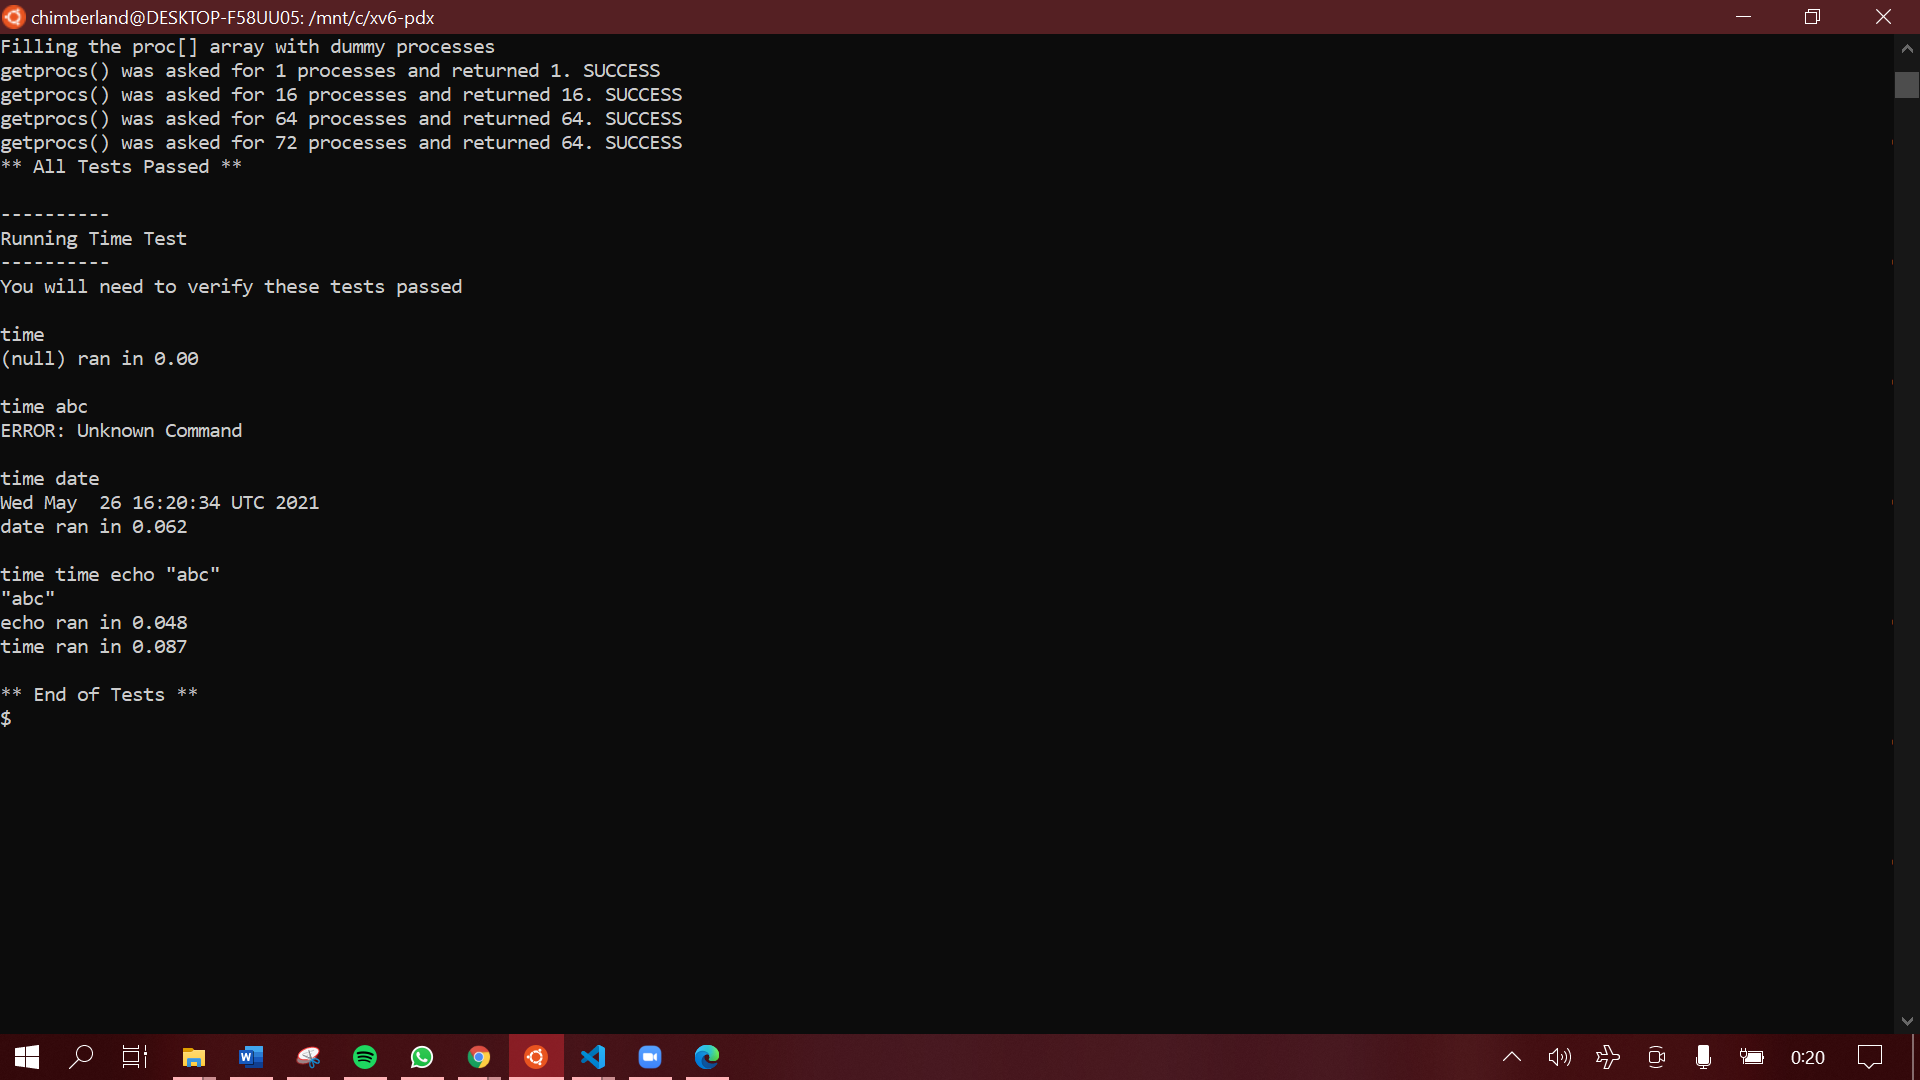 chimberland@DESKTOP-F58UU05: /mnt/c/xv6-pdx
Filling the proc[] array with dummy processes
getprocs() was asked for 1 processes and returned 1. SUCCESS
getprocs() was asked for 16 processes and returned 16. SUCCESS
getprocs() was asked for 64 processes and returned 64. SUCCESS
getprocs() was asked for 72 processes and returned 64. SUCCESS
** All Tests Passed **
----------
Running Time Test
----------
You will need to verify these tests passed
time
(null) ran in 0.00
time abc
ERROR: Unknown Command
time date
Wed May  26 16:20:34 UTC 2021
date ran in 0.062
time time echo "abc"
"abc"
echo ran in 0.048
time ran in 0.087
** End of Tests **
$
0:20